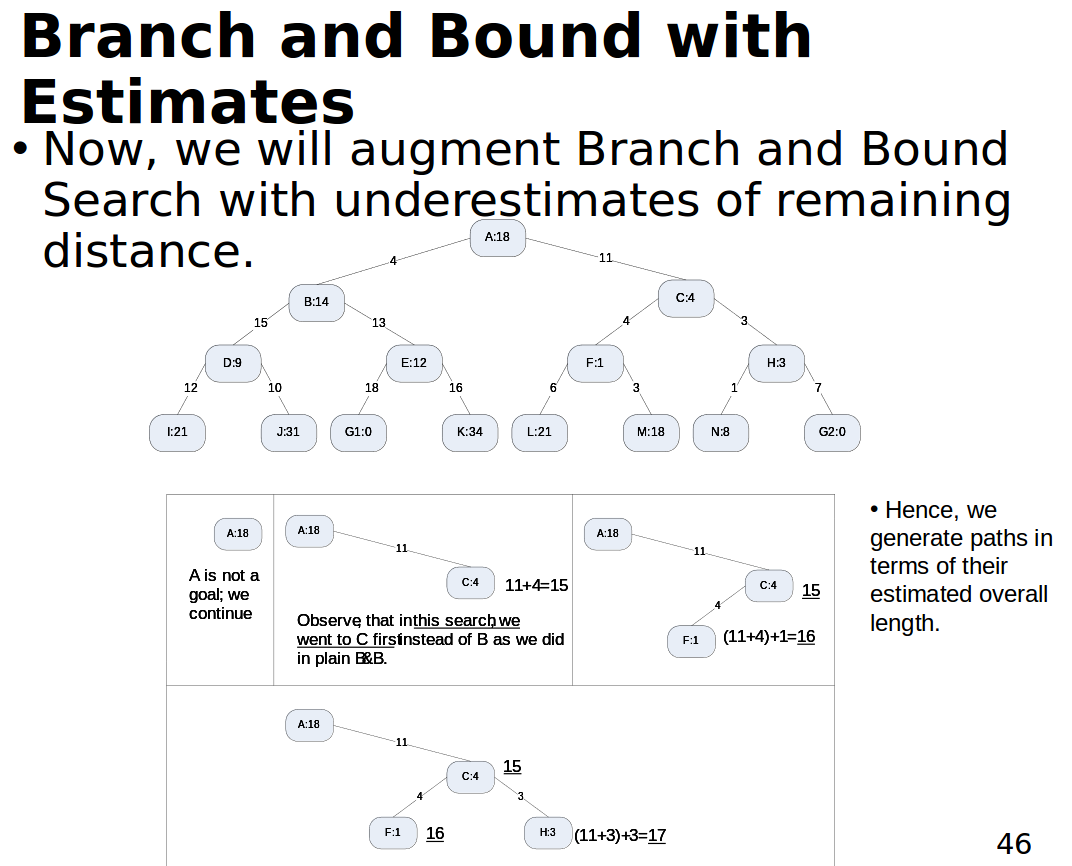 Branch and Bound with
Estimates
• Now, we will augment Branch and Bound
Search with underestimates of remaining
distance.
A:18
4
11
B:14
C:4
15
13
4
3
D:9
E:12
F:1
H:3
12
10
18
16
6
3
1
7
I:21
J:31
G1:0
K:34
L:21
M:18
N:8
G2:0
A:18
A is not a
goal; we
continue
A:18
11
C:4
11+4=15
Observe, that in this search, we
went to C first instead of B as we did
in plain B&B.
A:18
11
C:4
15
4
F:1
(11+4)+1=16
• Hence, we
generate paths in
terms of their
estimated overall
length.
A:18
11
C:4
15
4
3
F:1
16
H:3
(11+3)+3=17
46